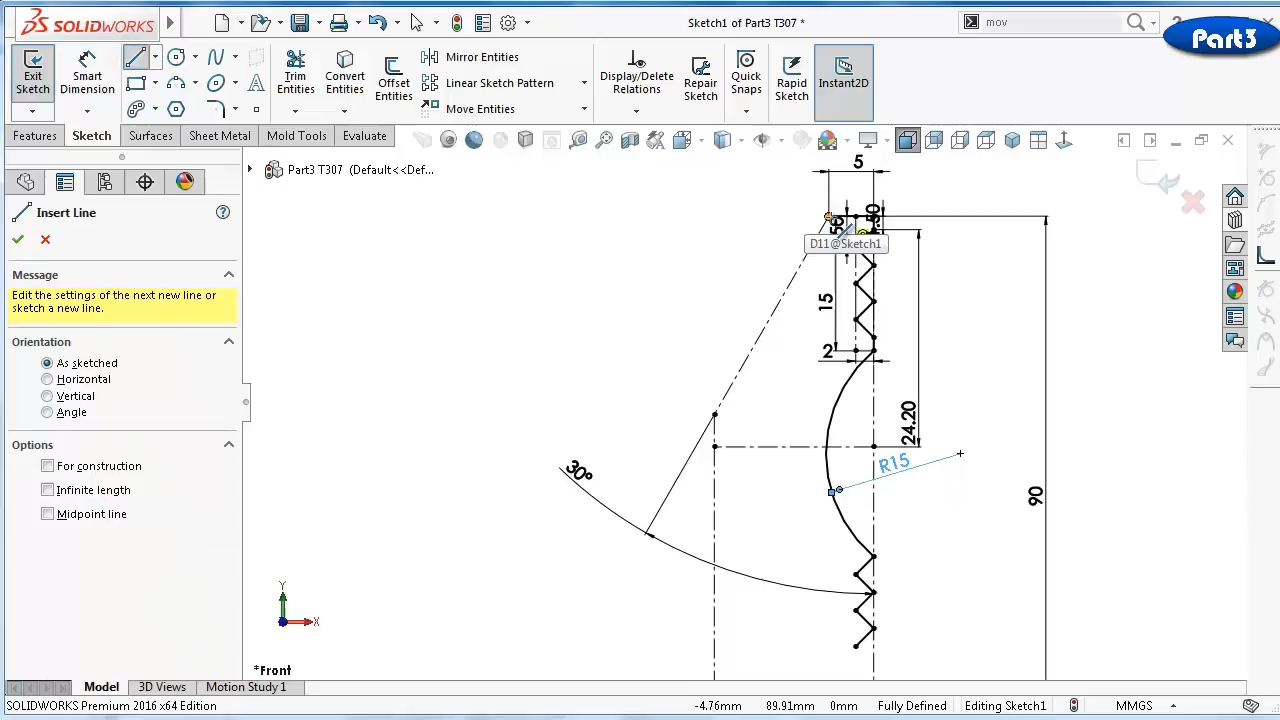 SOLIDWORKS
Sketch1 of Part3 T307 *
mov
Part3
Exit Sketch
Smart Dimension
Trim Entities
Convert Entities
Offset Entities
Mirror Entities
Linear Sketch Pattern
Move Entities
Display/Delete Relations
Repair Sketch
Quick Snaps
Rapid Sketch
Instant2D
Features
Sketch
Surfaces
Sheet Metal
Mold Tools
Evaluate
Part3 T307 (Default<<Def...
Insert Line
?
Message
Edit the settings of the next new line or
sketch a new line.
Orientation
As sketched
Horizontal
Vertical
Angle
Options
For construction
Infinite length
Midpoint line
5
D11@Sketch1
15
2
24.20
R15
30°
90
Y
X
*Front
Model
3D Views
Motion Study 1
SOLIDWORKS Premium 2016 x64 Edition
-4.76mm
89.91mm
0mm
Fully Defined
Editing Sketch1
MMGS